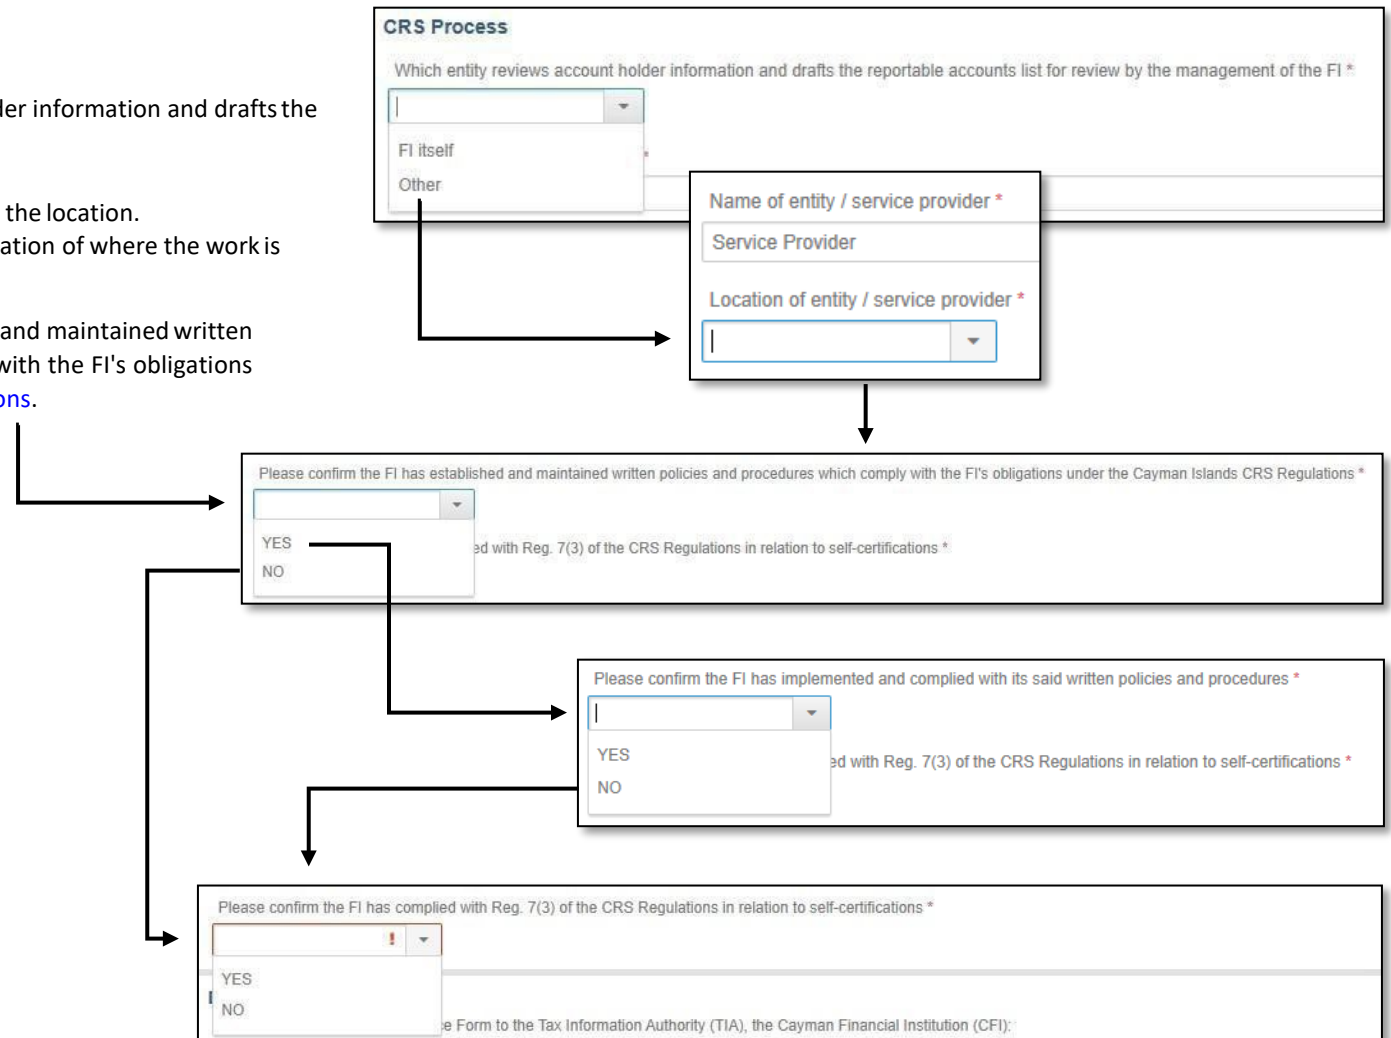 CRS Process
Which entity reviews account holder information and drafts the reportable accounts list for review by the management of the FI *
FI itself
*
Other
der information and drafts the
the location.
ation of where the work is
and maintained written
with the FI's obligations
ons.
Name of entity / service provider *
Service Provider
Location of entity / service provider *
Please confirm the FI has established and maintained written policies and procedures which comply with the FI's obligations under the Cayman Islands CRS Regulations *
YES
ed with Reg. 7(3) of the CRS Regulations in relation to self-certifications *
NO
Please confirm the FI has implemented and complied with its said written policies and procedures *
YES
ed with Reg. 7(3) of the CRS Regulations in relation to self-certifications *
NO
Please confirm the FI has complied with Reg. 7(3) of the CRS Regulations in relation to self-certifications *
!
YES
NO
e Form to the Tax Information Authority (TIA), the Cayman Financial Institution (CFI):